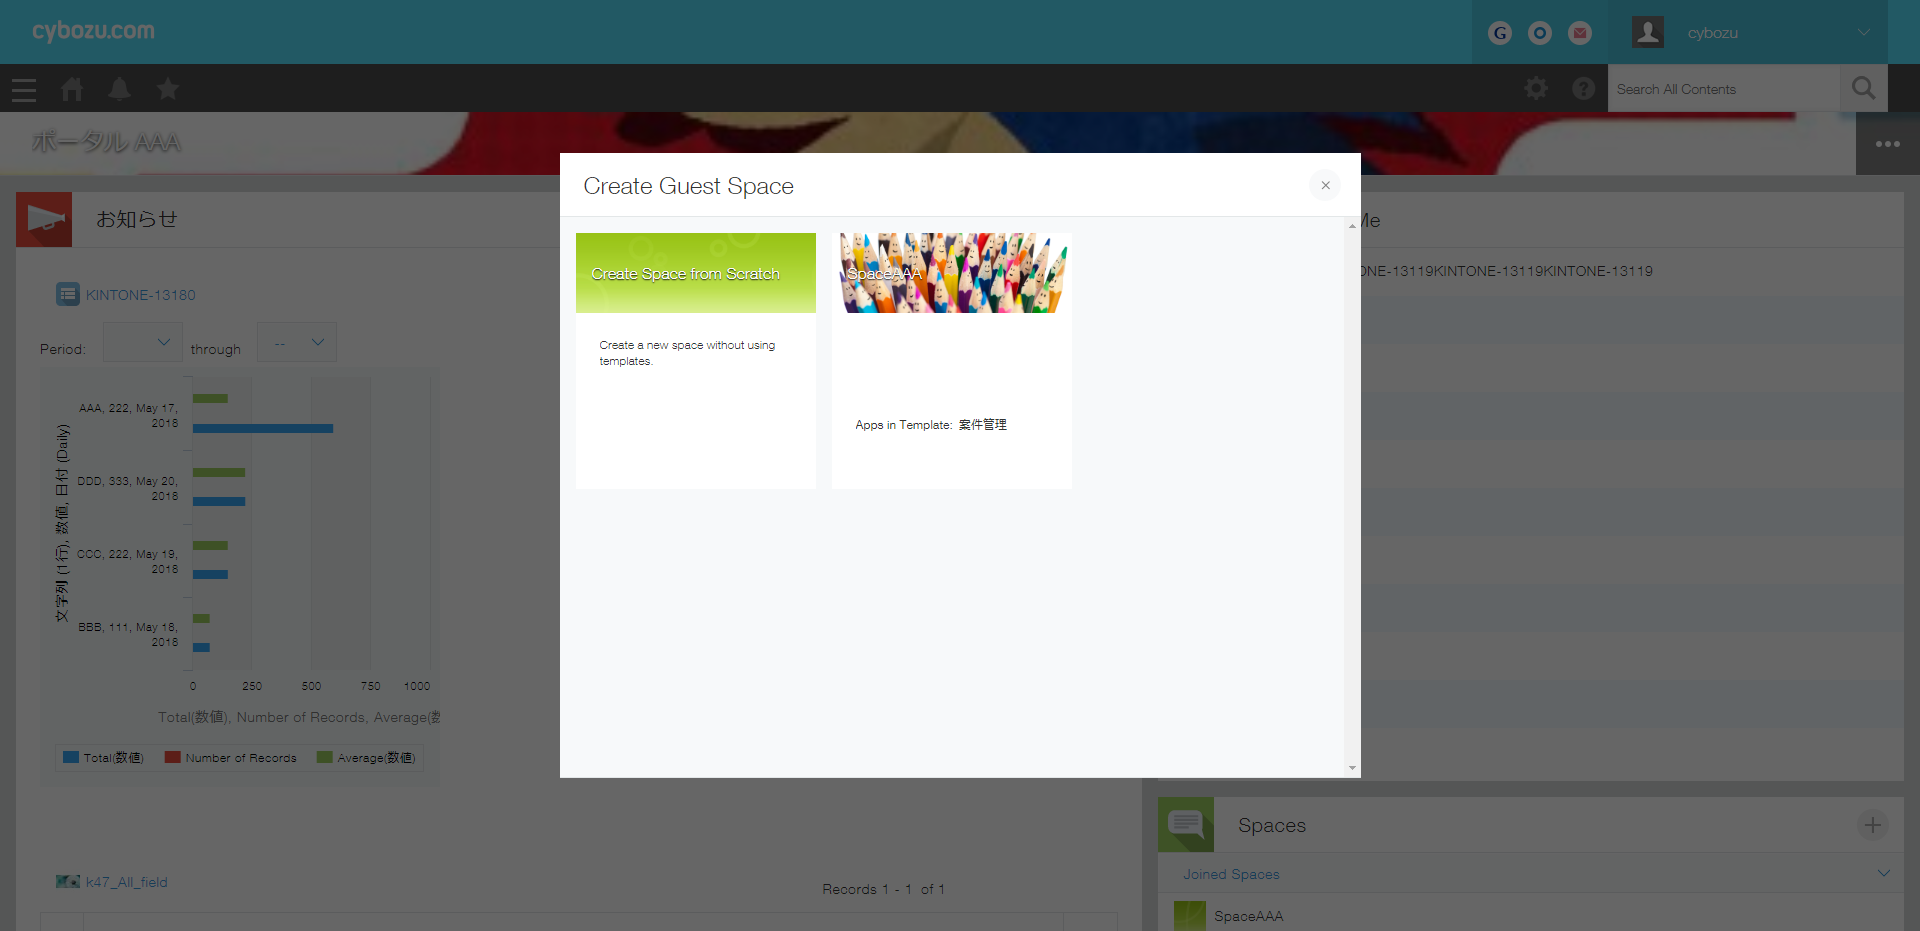 cybozu.com
G
cybozu
Search All Contents
ポータル AAA
Create Guest Space
お知らせ
Me
Create Space from Scratch
SpaceAAA
ONE-13119KINTONE-13119KINTONE-13119
KINTONE-13180
Period:
through
--
Create a new space without using
templates.
Apps in Template: 案件管理
文字列 (1行), 数値, 日付 (Daily)
AAA, 222, May 17,
2018
DDD, 333, May 20,
2018
CCC, 222, May 19,
2018
BBB, 111, May 18,
2018
0 250 500 750 1000
Total(数値), Number of Records, Average(数
Total(数値) Number of Records Average(数値)
Spaces
Joined Spaces
k47_All_field
Records 1 - 1 of 1
SpaceAAA